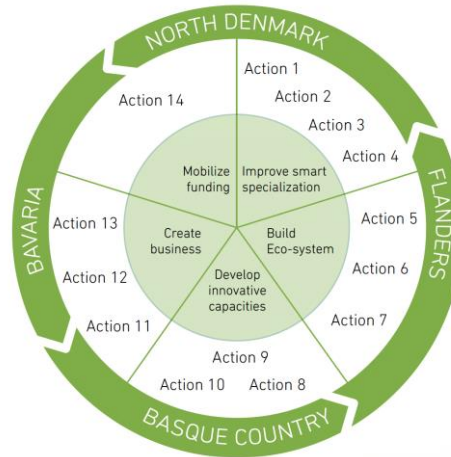 NORTH DENMARK
Action 1
Action 2
Action 3
Action 4
Action 14
Mobilize
funding
Improve smart
specialization
FLANDERS
Action 5
Action 6
Action 7
Build
Eco-system
BAVARIA
Action 13
Action 12
Action 11
Create
business
Develop
innovative
capacities
Action 9
Action 10
Action 8
BASQUE COUNTRY